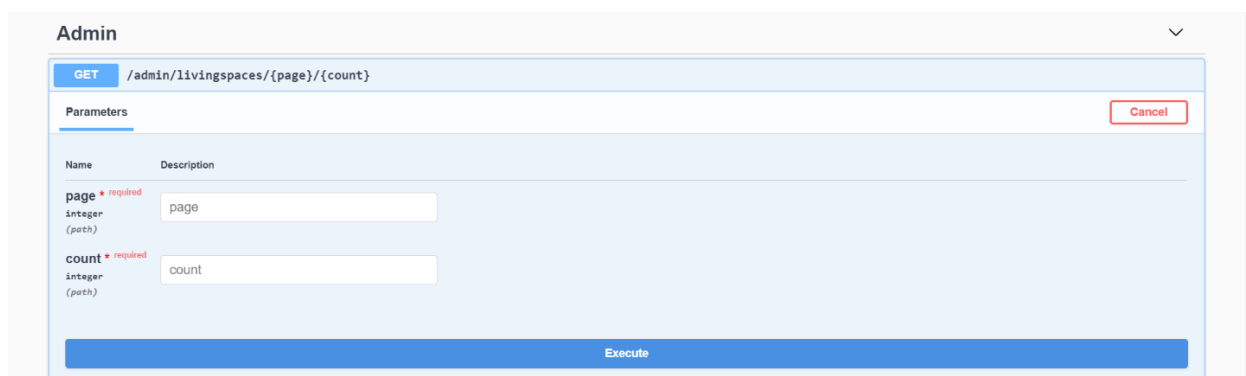 Admin
GET /admin/livingspaces/{page}/{count}
Parameters Cancel
Name Description
page * required
integer
(path)
page
count * required
integer
(path)
count
Execute